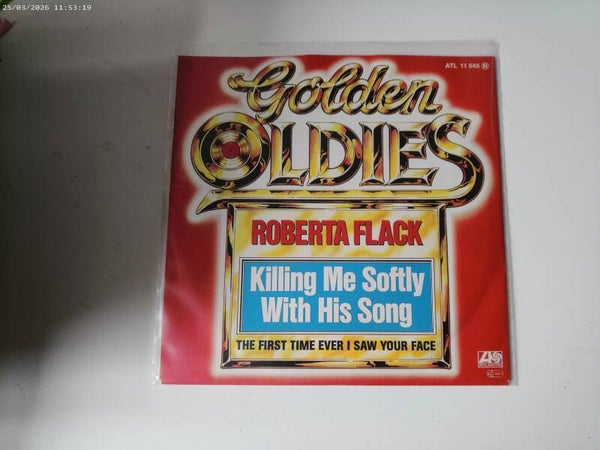 25/03/2026 11:53:19
ATL 11 545 N
Golden
OLDIES
ROBERTA FLACK
Killing Me Softly
With His Song
THE FIRST TIME EVER I SAW YOUR FACE